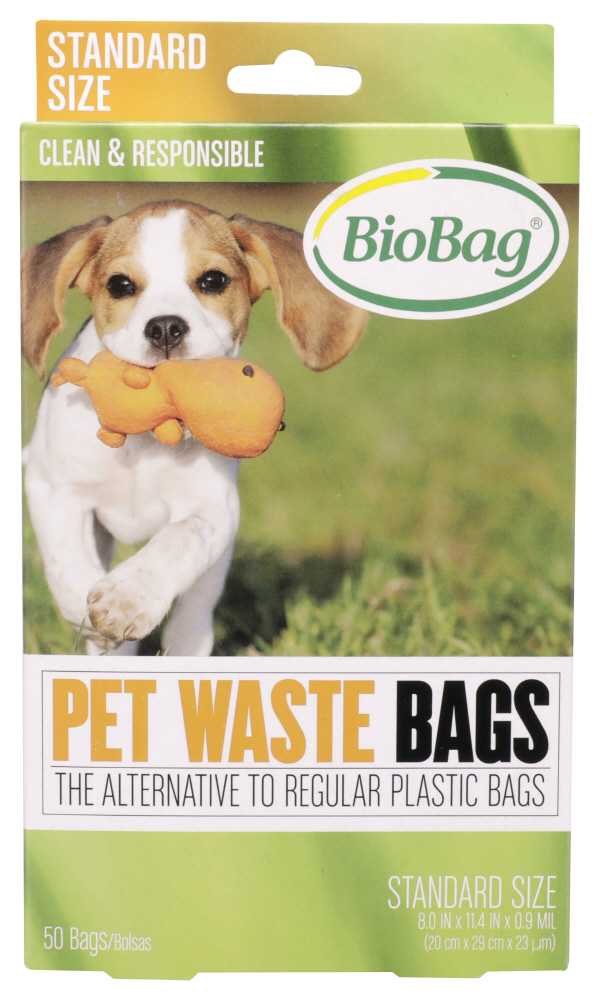 STANDARD
SIZE
CLEAN & RESPONSIBLE
BioBag®
PET WASTE BAGS
THE ALTERNATIVE TO REGULAR PLASTIC BAGS
STANDARD SIZE
8.0 IN x 11.4 IN x 0.9 MIL
(20 cm x 29 cm x 23 µm)
50 Bags/Bolsas